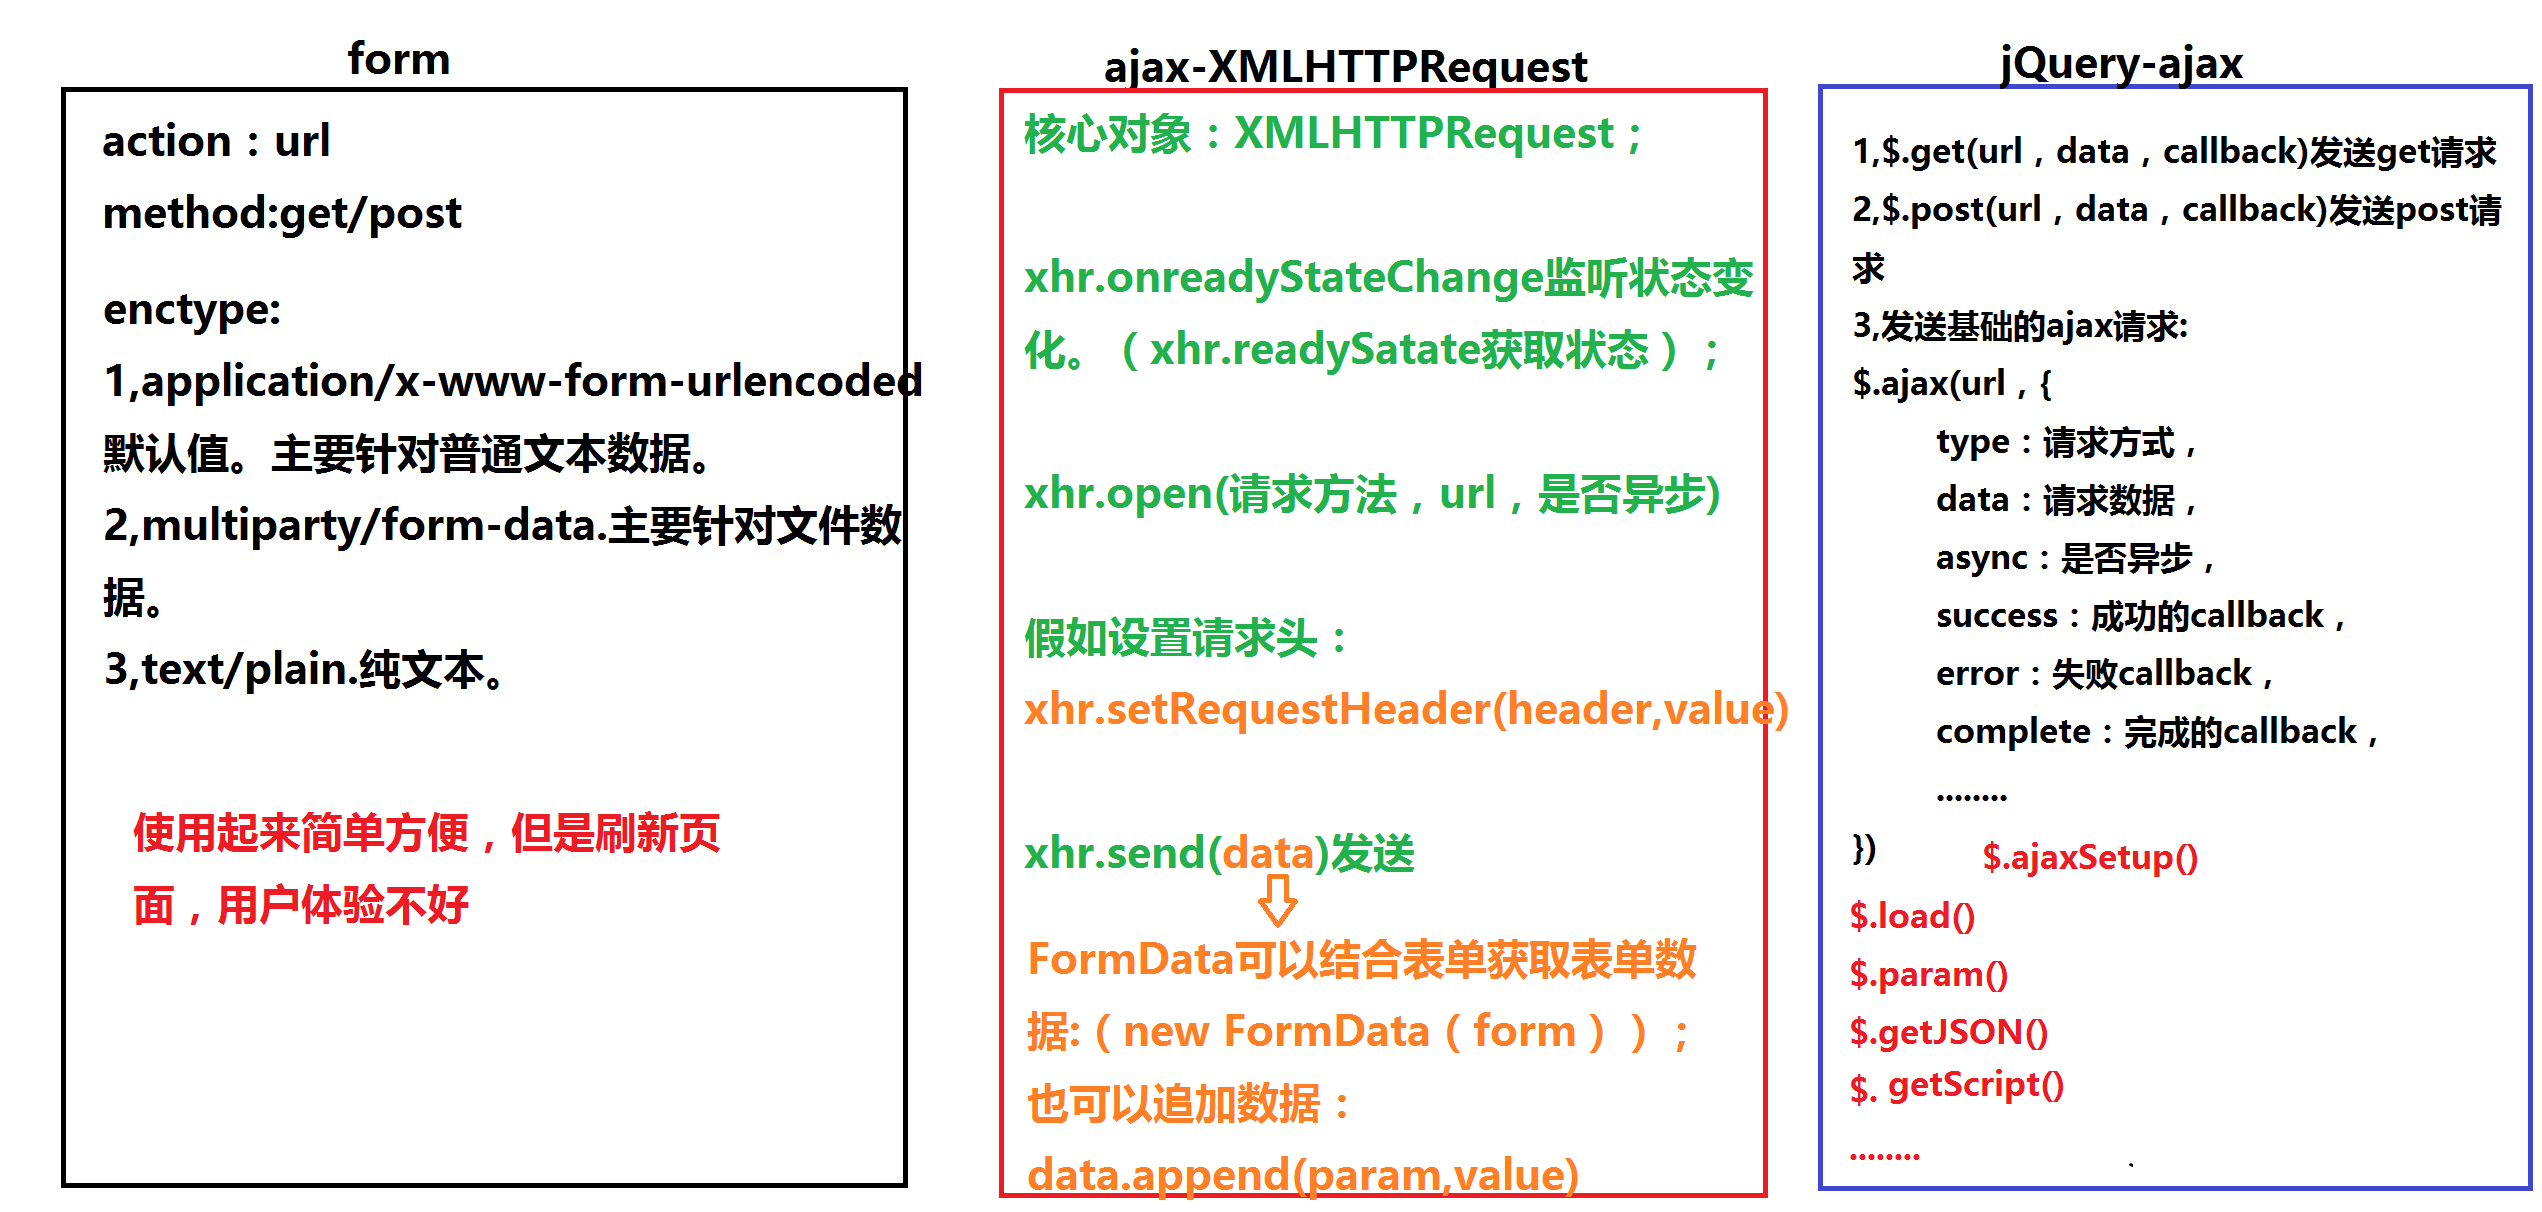 form
action：url
method:get/post
enctype:
1,application/x-www-form-urlencoded
默认值。主要针对普通文本数据。
2,multiparty/form-data.主要针对文件数
据。
3,text/plain.纯文本。
使用起来简单方便，但是刷新页
面，用户体验不好
ajax-XMLHTTPRequest
核心对象：XMLHTTPRequest；
xhr.onreadyStateChange监听状态变
化。（xhr.readySatate获取状态）；
xhr.open(请求方法，url，是否异步)
假如设置请求头：
xhr.setRequestHeader(header,value)
xhr.send(data)发送
FormData可以结合表单获取表单数
据:（new FormData（form））；
也可以追加数据：
data.append(param,value)
jQuery-ajax
1,$.get(url，data，callback)发送get请求
2,$.post(url，data，callback)发送post请
求
3,发送基础的ajax请求:
$.ajax(url，{
type：请求方式，
data：请求数据，
async：是否异步，
success：成功的callback，
error：失败callback，
complete：完成的callback，
........
})
$.ajaxSetup()
$.load()
$.param()
$.getJSON()
$. getScript()
........